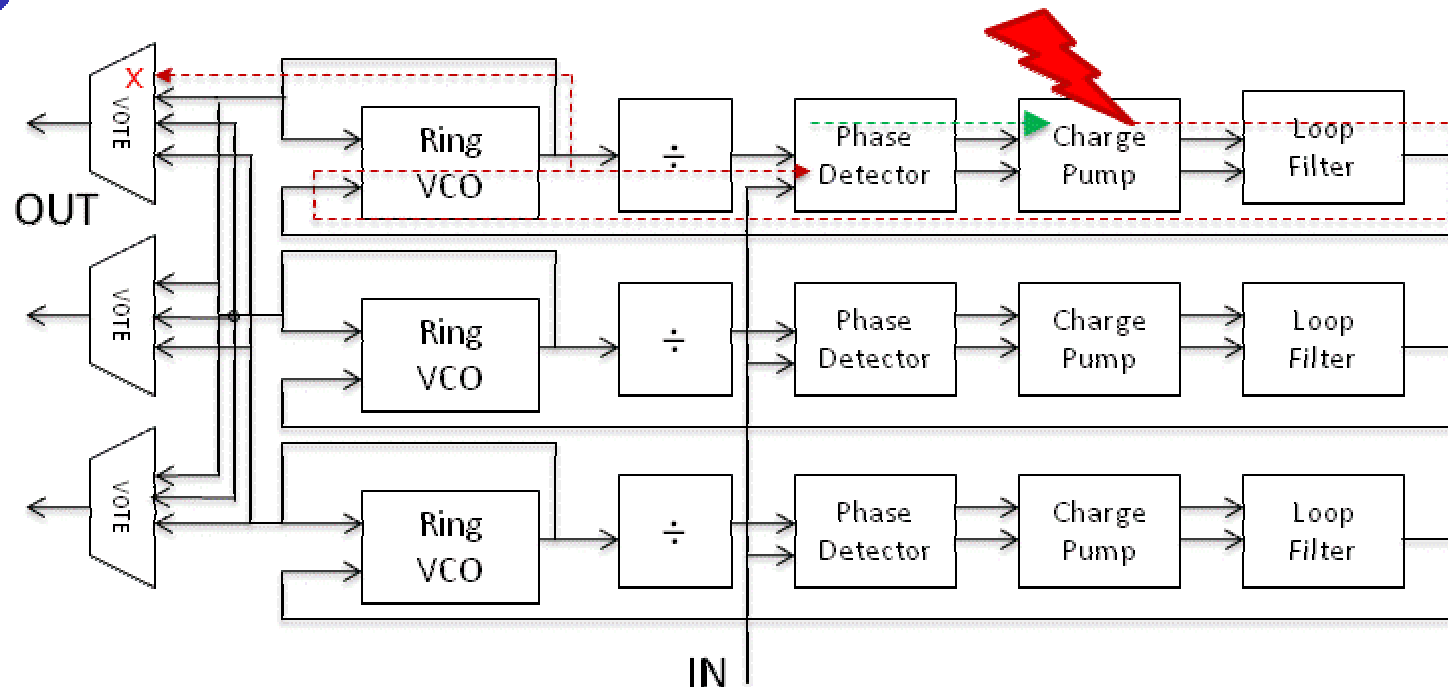 X
VOTE
OUT
Ring
VCO
÷
Phase
Detector
Charge
Pump
Loop
Filter
VOTE
Ring
VCO
÷
Phase
Detector
Charge
Pump
Loop
Filter
VOTE
Ring
VCO
÷
Phase
Detector
Charge
Pump
Loop
Filter
IN